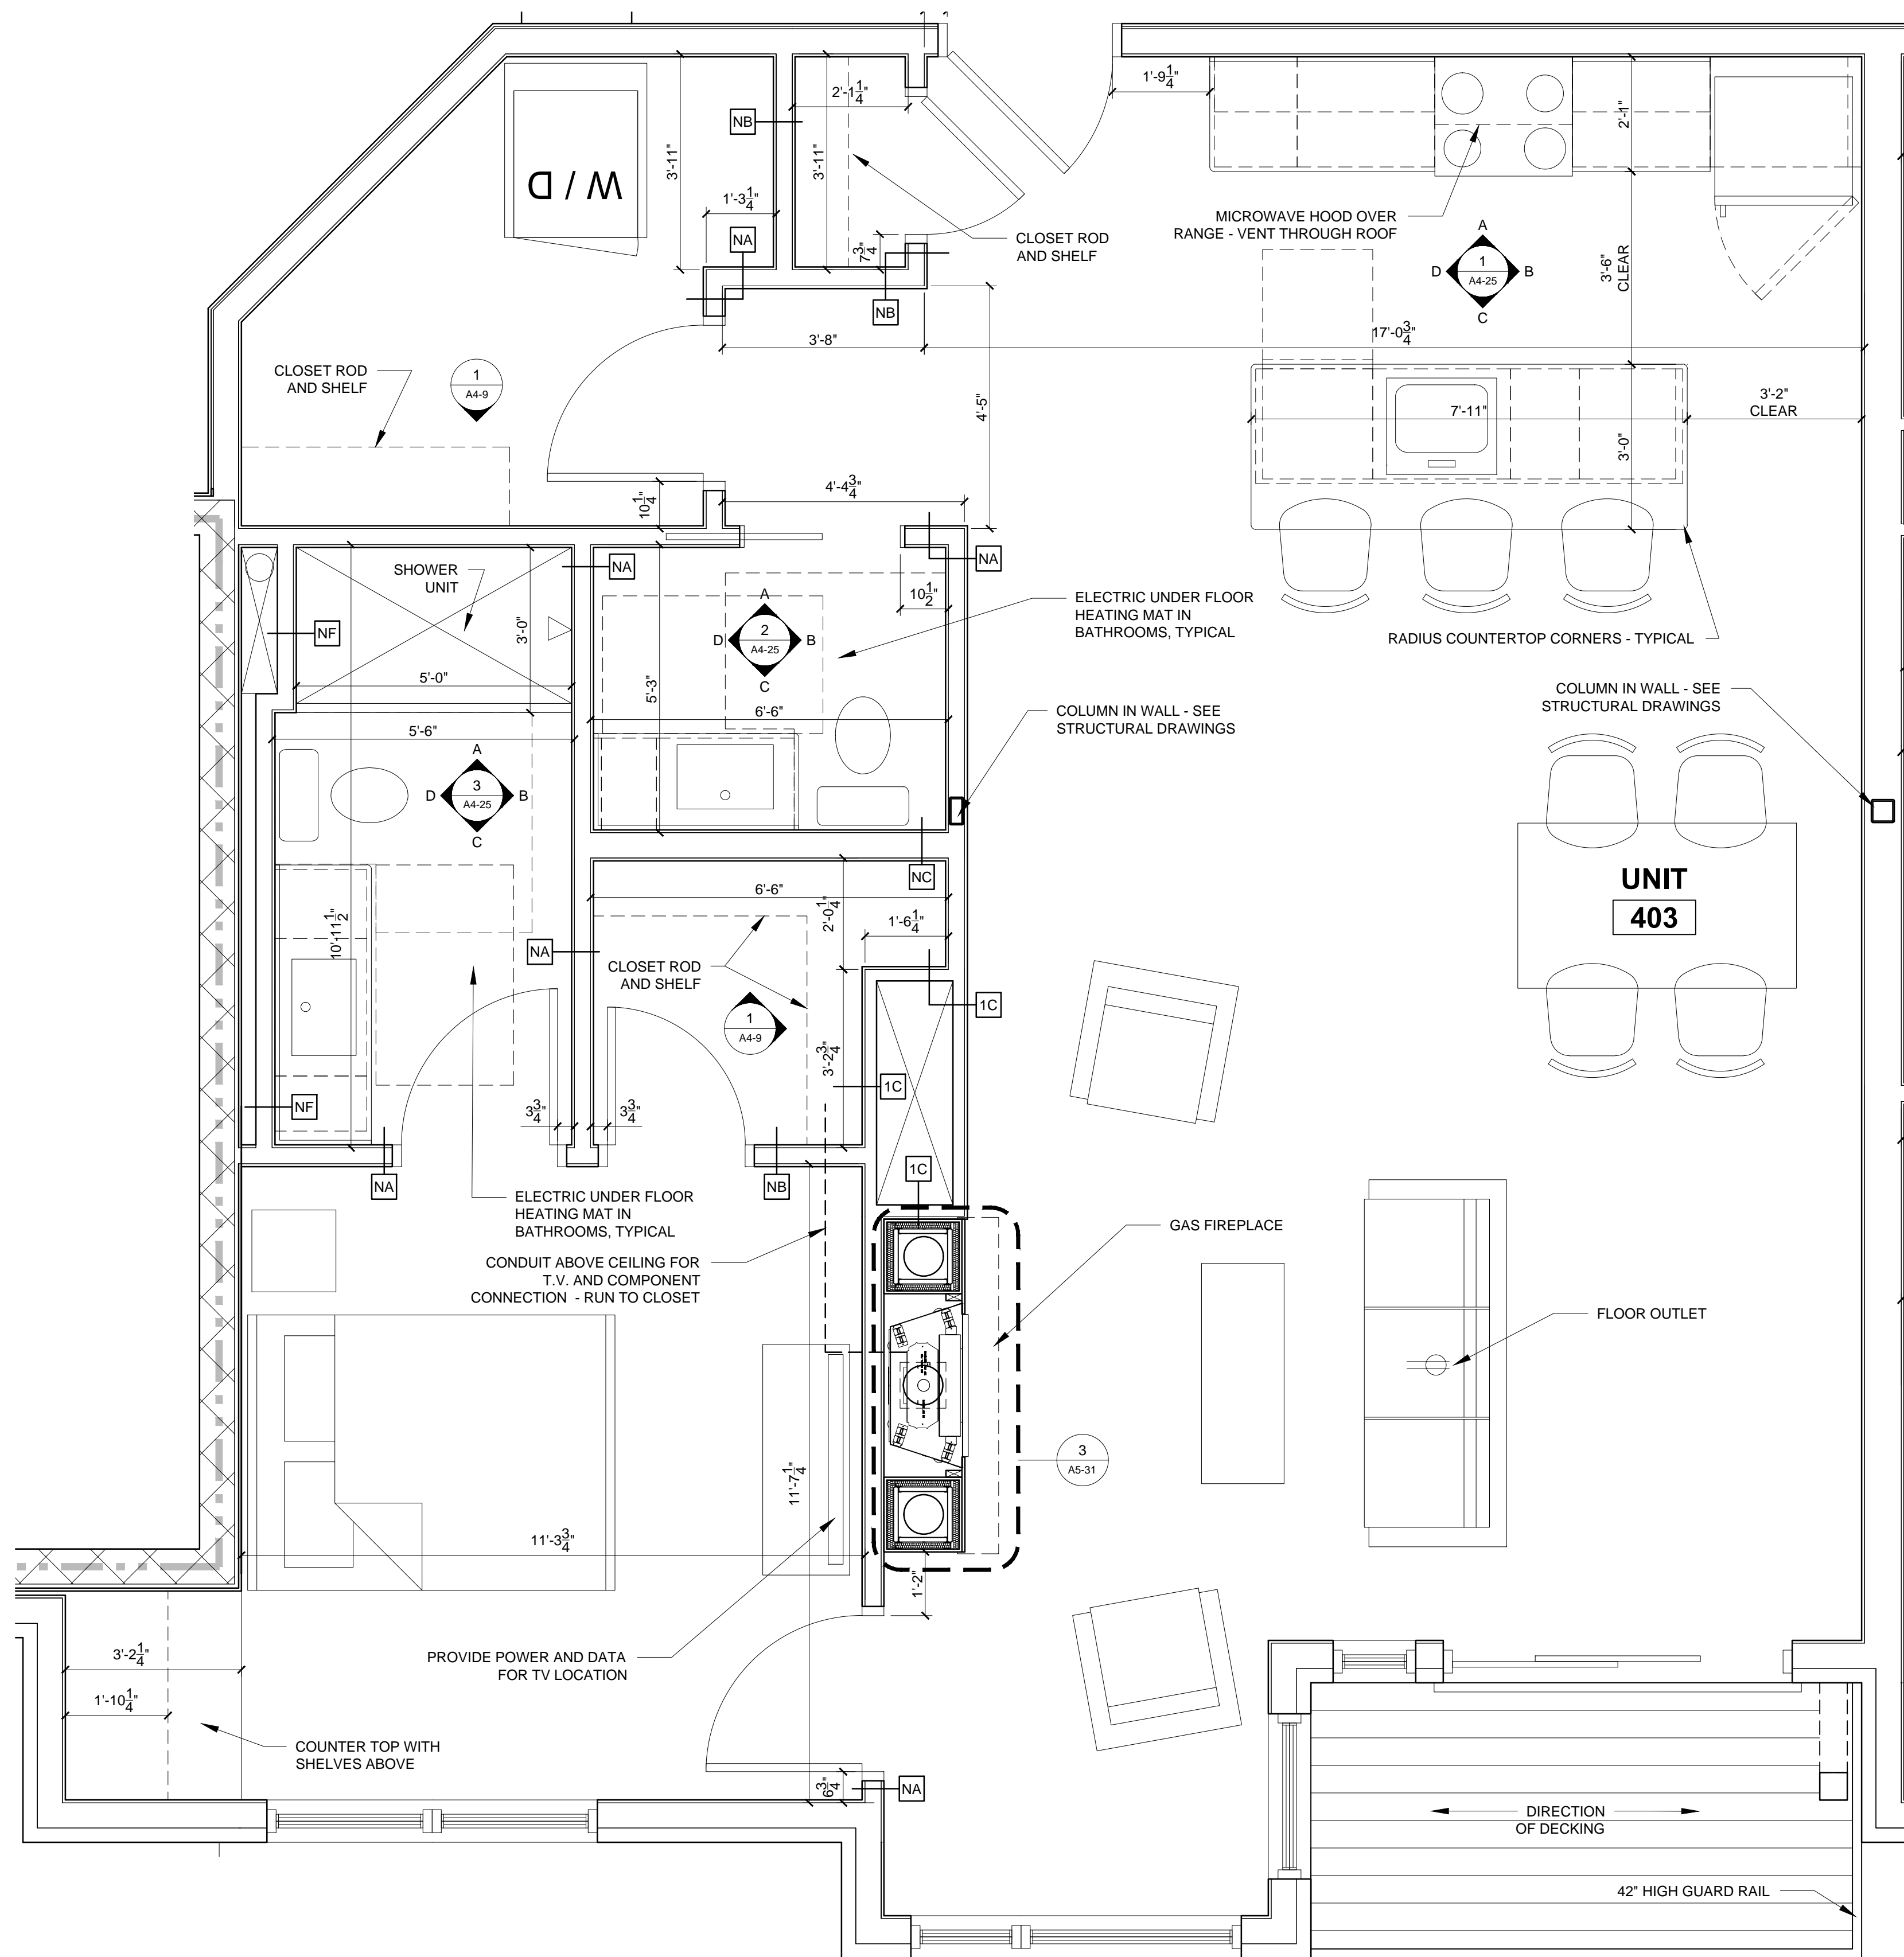 1'-9 1/4"
2'-1 1/4"
2'-1"
NB
3'-11"
3'-11"
W / D
1'-3 1/4"
MICROWAVE HOOD OVER
RANGE - VENT THROUGH ROOF
CLOSET ROD
AND SHELF
NA
7 3/4"
A
D 1 B
A4-25
C
3'-6"
CLEAR
NB
3'-8"
17'-0 3/4"
CLOSET ROD
AND SHELF
1
A4-9
4'-5"
7'-11"
3'-2"
CLEAR
3'-0"
10 1/4"
4'-4 3/4"
SHOWER
UNIT
NA
NA
10 1/2"
NF
3'-0"
A
D 2 B
A4-25
C
ELECTRIC UNDER FLOOR
HEATING MAT IN
BATHROOMS, TYPICAL
RADIUS COUNTERTOP CORNERS - TYPICAL
5'-0"
5'-3"
6'-6"
COLUMN IN WALL - SEE
STRUCTURAL DRAWINGS
COLUMN IN WALL - SEE
STRUCTURAL DRAWINGS
5'-6"
A
D 3 B
A4-25
C
NC
UNIT
403
6'-6"
2'-0 1/4"
1'-6 1/4"
10'-11 1/2"
NA
CLOSET ROD
AND SHELF
1C
1
A4-9
3'-2 3/4"
1C
NF
3 3/4"
3 3/4"
1C
NA
NB
ELECTRIC UNDER FLOOR
HEATING MAT IN
BATHROOMS, TYPICAL
GAS FIREPLACE
CONDUIT ABOVE CEILING FOR
T.V. AND COMPONENT
CONNECTION - RUN TO CLOSET
FLOOR OUTLET
3
A5-31
11'-7 1/4"
11'-3 3/4"
1'-2"
3'-2 1/4"
PROVIDE POWER AND DATA
FOR TV LOCATION
1'-10 1/4"
COUNTER TOP WITH
SHELVES ABOVE
6 3/4"
NA
DIRECTION
OF DECKING
42" HIGH GUARD RAIL